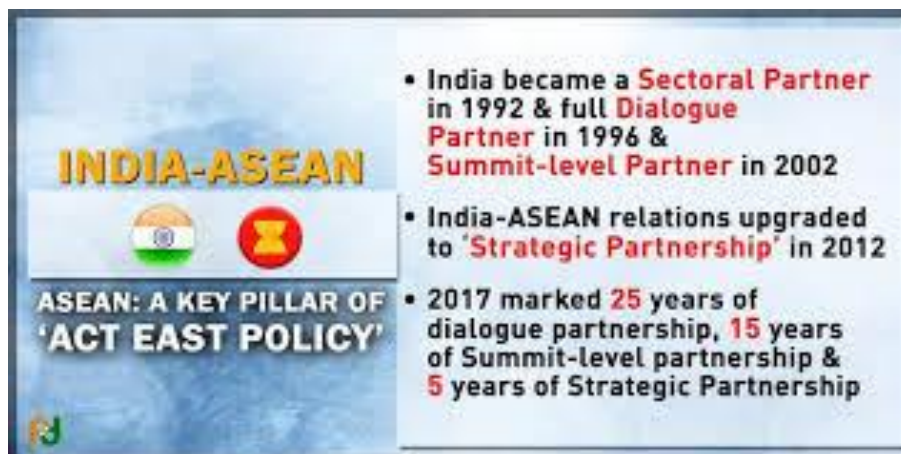 INDIA-ASEAN
ASEAN: A KEY PILLAR OF
‘ACT EAST POLICY’
• India became a Sectoral Partner
in 1992 & full Dialogue
Partner in 1996 &
Summit-level Partner in 2002
• India-ASEAN relations upgraded
to ‘Strategic Partnership’ in 2012
• 2017 marked 25 years of
dialogue partnership, 15 years
of Summit-level partnership &
5 years of Strategic Partnership